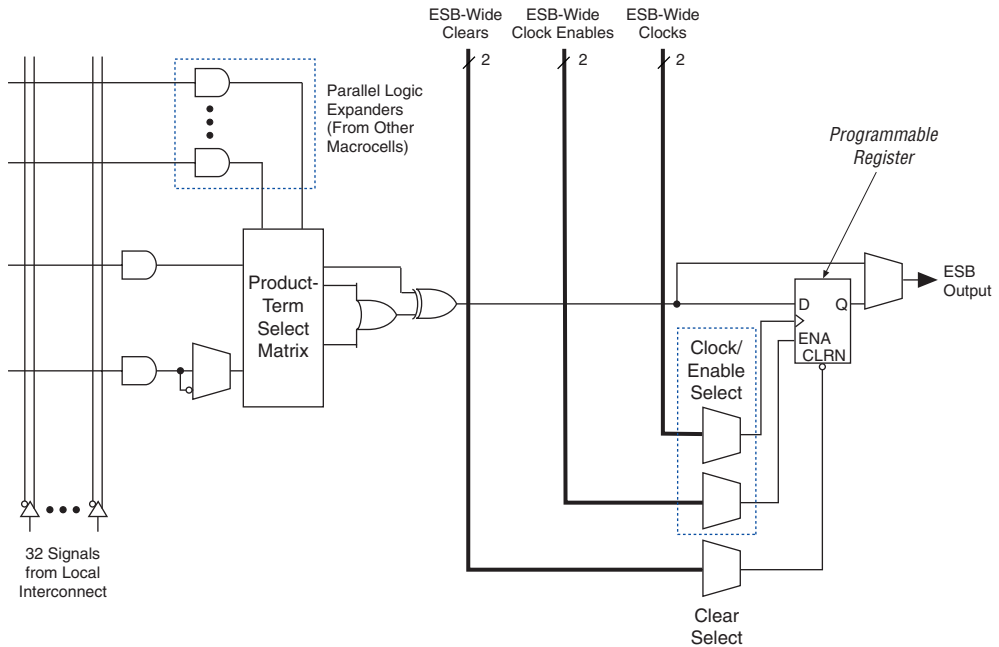 ESB-Wide
Clears
ESB-Wide
Clock Enables
ESB-Wide
Clocks
2
2
2
Parallel Logic
Expanders
(From Other
Macrocells)
Programmable
Register
Product-
Term
Select
Matrix
ESB
Output
D
Q
ENA
CLRN
Clock/
Enable
Select
32 Signals
from Local
Interconnect
Clear
Select